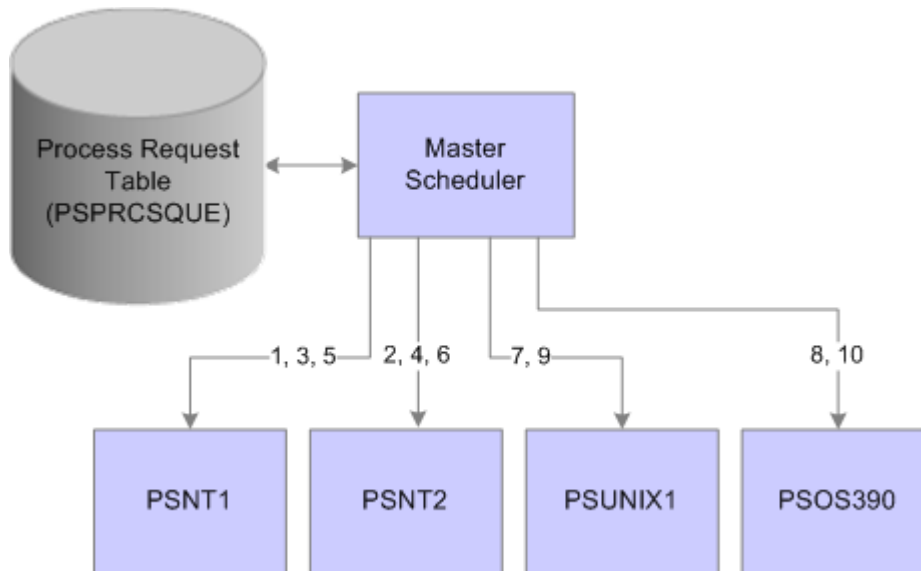 Process Request
Table
(PSPRCSQUE)
Master
Scheduler
1, 3, 5
2, 4, 6
7, 9
8, 10
PSNT1
PSNT2
PSUNIX1
PSOS390